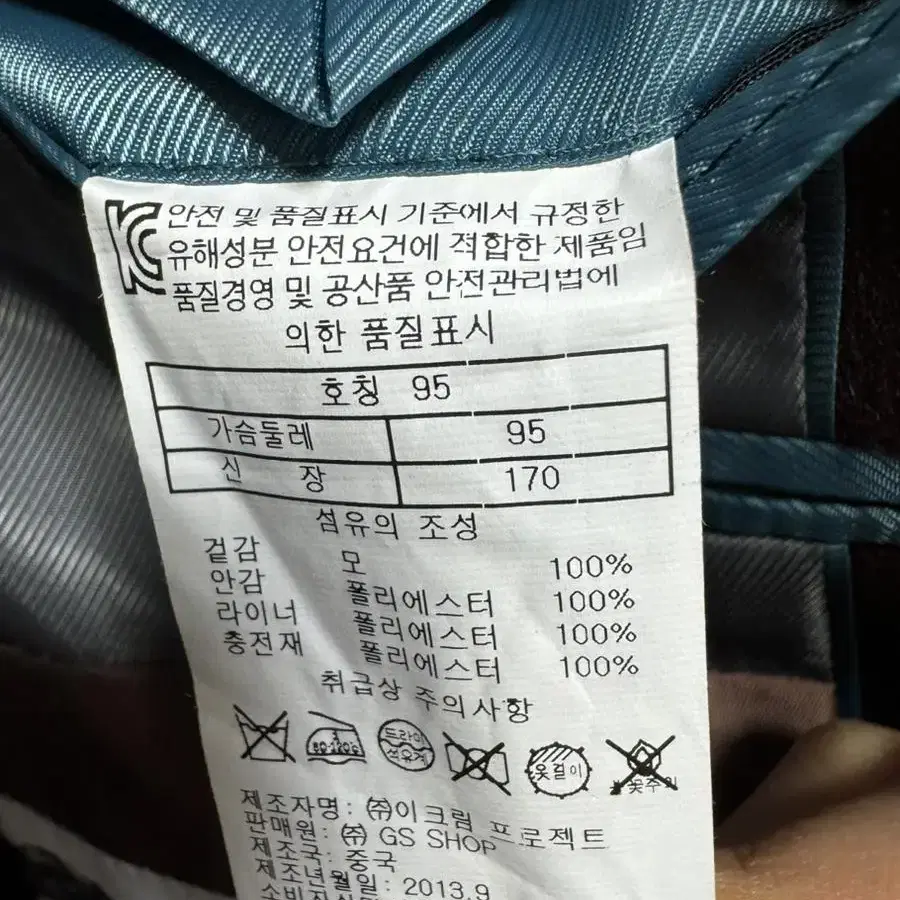 KC 안전 및 품질표시 기준에서 규정한
유해성분 안전요건에 적합한 제품임
품질경영 및 공산품 안전관리법에
의한 품질표시
호칭 95
가슴둘레 95
신 장 170
섬유의 조성
겉감 모 100%
안감 폴리에스터 100%
라이너 폴리에스터 100%
충전재 폴리에스터 100%
취급상 주의사항
80-120℃
드라이
석유계
옷걸이
제조자명 : ㈜이크림 프로젝트
판매원 : ㈜ GS SHOP
제조국 : 중국
제조년월일 : 2013.9